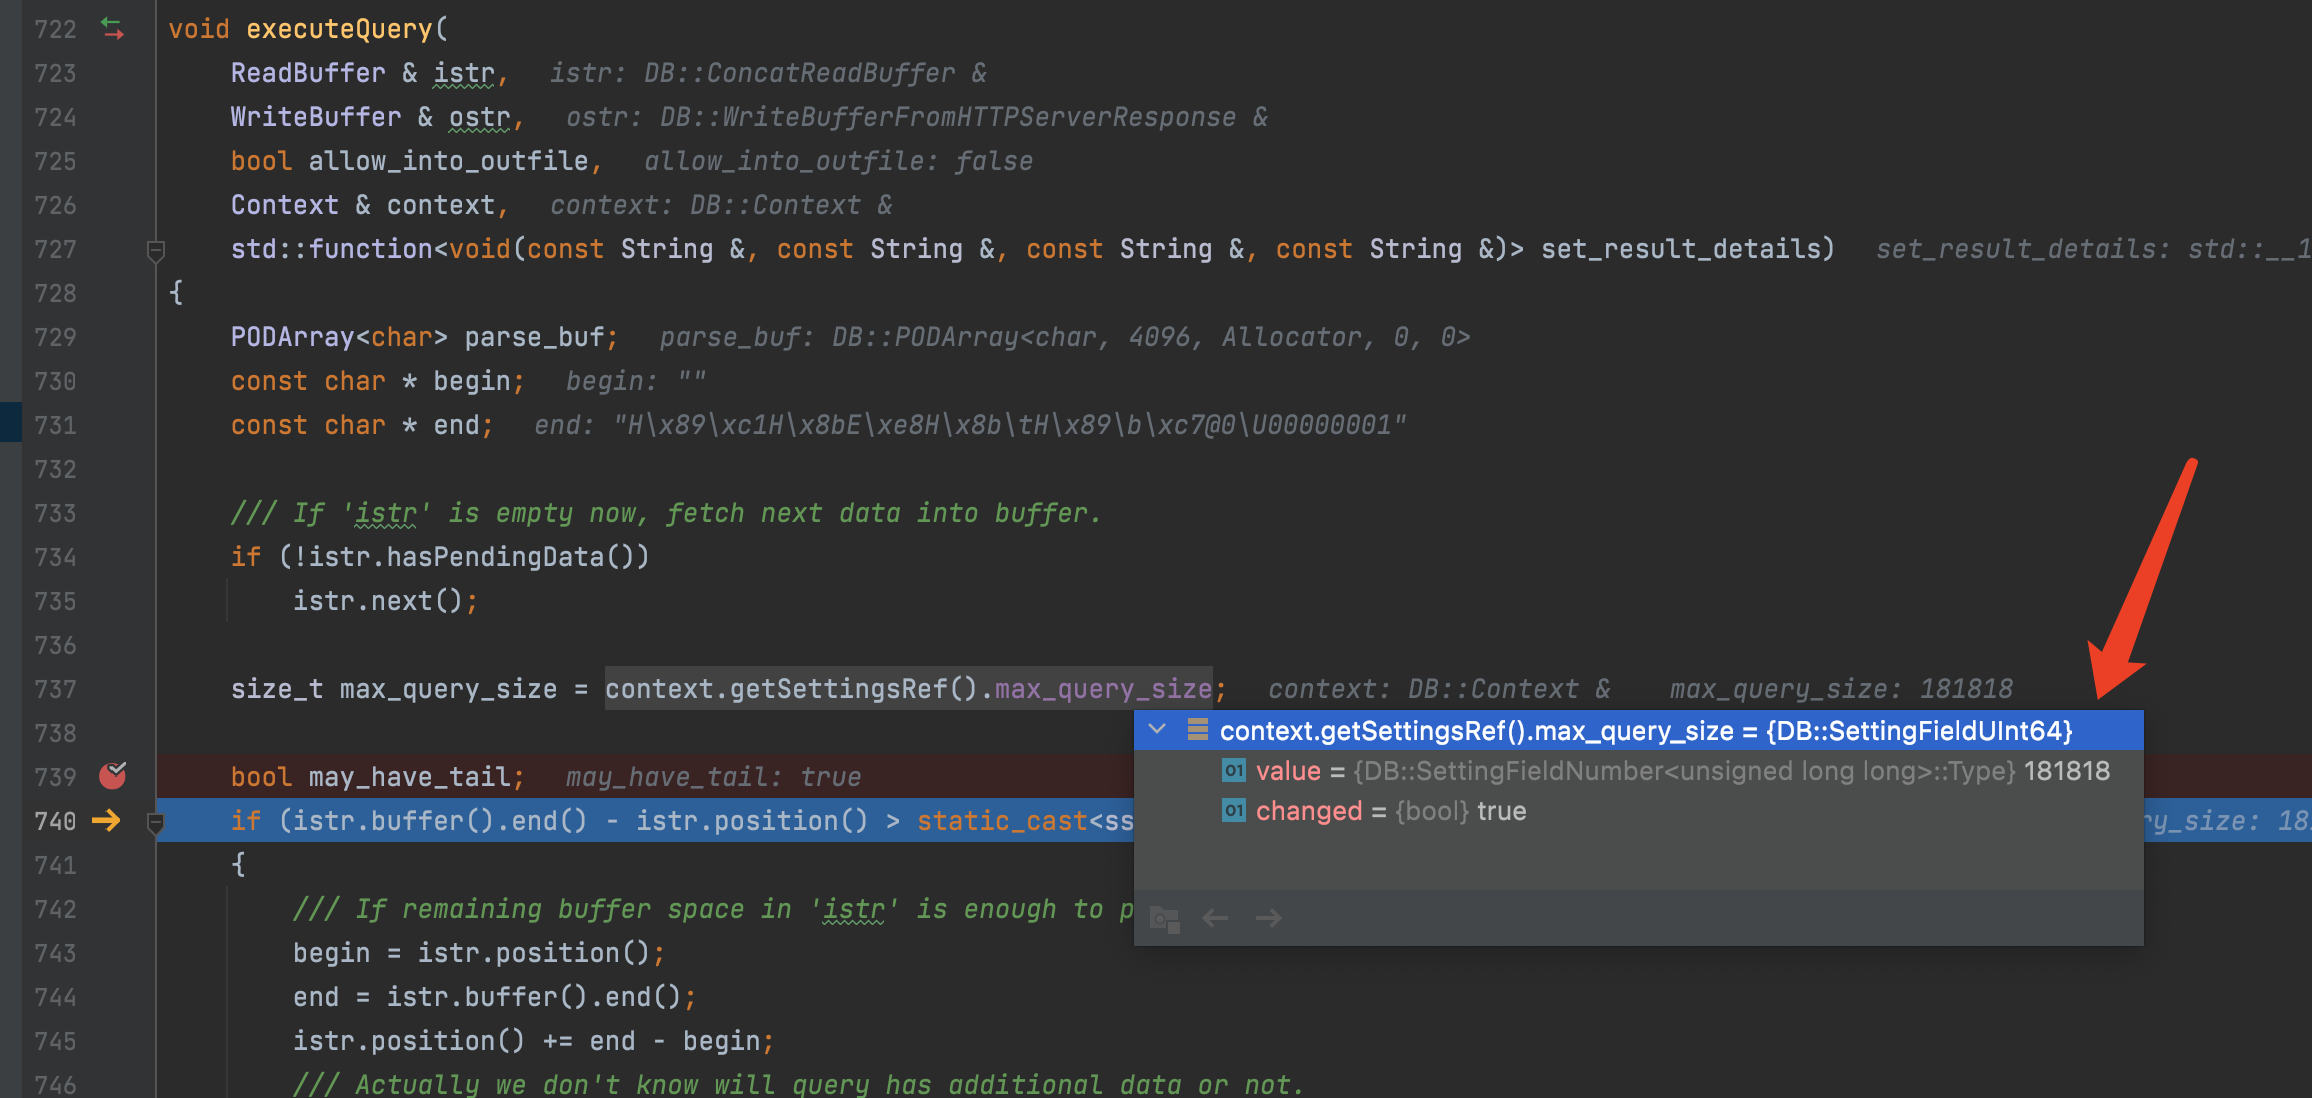 722 void executeQuery(
723 ReadBuffer & istr, istr: DB::ConcatReadBuffer &
724 WriteBuffer & ostr, ostr: DB::WriteBufferFromHTTPServerResponse &
725 bool allow_into_outfile, allow_into_outfile: false
726 Context & context, context: DB::Context &
727 std::function<void(const String &, const String &, const String &, const String &)> set_result_details) set_result_details: std::__1
728 {
729 PODArray<char> parse_buf; parse_buf: DB::PODArray<char, 4096, Allocator, 0, 0>
730 const char * begin; begin: ""
731 const char * end; end: "H\x89\xc1H\x8bE\xe8H\x8b\tH\x89\b\xc7@0\U00000001"
732
733 /// If 'istr' is empty now, fetch next data into buffer.
734 if (!istr.hasPendingData())
735 istr.next();
736
737 size_t max_query_size = context.getSettingsRef().max_query_size; context: DB::Context & max_query_size: 181818
738
context.getSettingsRef().max_query_size = {DB::SettingFieldUInt64}
01 value = {DB::SettingFieldNumber<unsigned long long>::Type} 181818
01 changed = {bool} true
739 bool may_have_tail; may_have_tail: true
740 if (istr.buffer().end() - istr.position() > static_cast<ss ry_size: 18
741 {
742 /// If remaining buffer space in 'istr' is enough to p
743 begin = istr.position();
744 end = istr.buffer().end();
745 istr.position() += end - begin;
746 /// Actually we don't know will query has additional data or not.